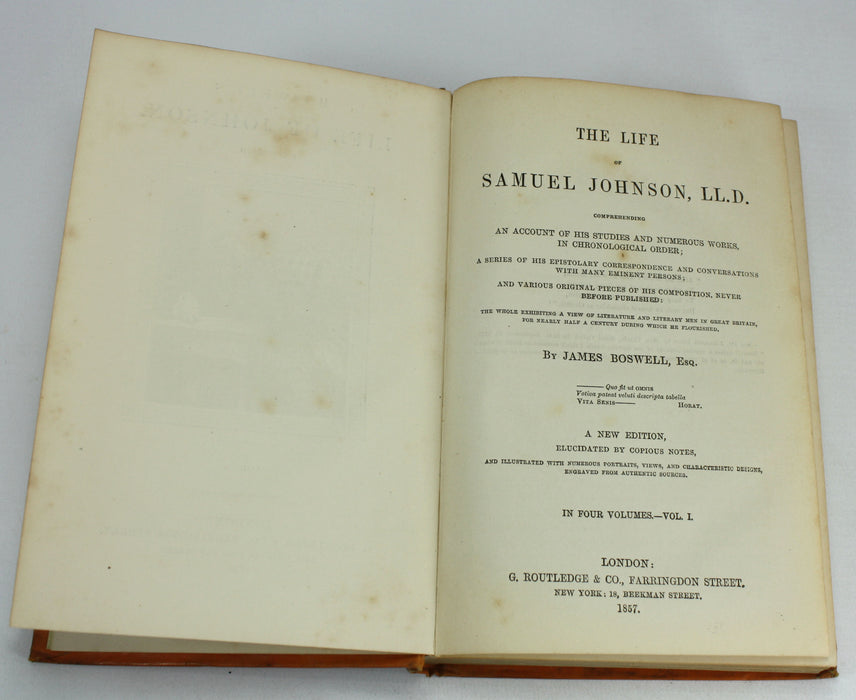 THE LIFE
OF
SAMUEL JOHNSON, LL.D.
COMPREHENDING
AN ACCOUNT OF HIS STUDIES AND NUMEROUS WORKS,
IN CHRONOLOGICAL ORDER;
A SERIES OF HIS EPISTOLARY CORRESPONDENCE AND CONVERSATIONS
WITH MANY EMINENT PERSONS;
AND VARIOUS ORIGINAL PIECES OF HIS COMPOSITION, NEVER
BEFORE PUBLISHED:
THE WHOLE EXHIBITING A VIEW OF LITERATURE AND LITERARY MEN IN GREAT BRITAIN,
FOR NEARLY HALF A CENTURY DURING WHICH HE FLOURISHED.
BY JAMES BOSWELL, ESQ.
——— Quo fit ut OMNIS
Votiva pateat veluti descripta tabella
VITA SENIS—— HORAT.
A NEW EDITION,
ELUCIDATED BY COPIOUS NOTES,
AND ILLUSTRATED WITH NUMEROUS PORTRAITS, VIEWS, AND CHARACTERISTIC DESIGNS,
ENGRAVED FROM AUTHENTIC SOURCES.
IN FOUR VOLUMES.—VOL. I.
LONDON:
G. ROUTLEDGE & CO., FARRINGDON STREET.
NEW YORK: 18, BEEKMAN STREET.
1857.